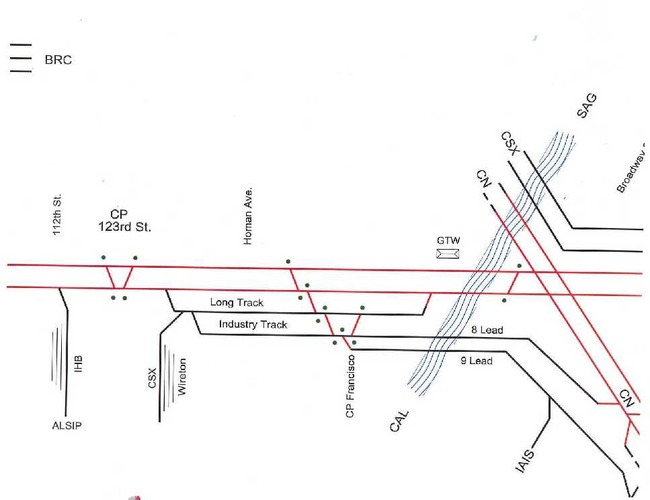 BRC
SAG
CSX
CN
Broadway
112th St.
CP
123rd St.
Homan Ave.
GTW
Long Track
Industry Track
8 Lead
9 Lead
IHB
CSX
Wireton
CP Francisco
CN
CAL
ALSIP
IAIS